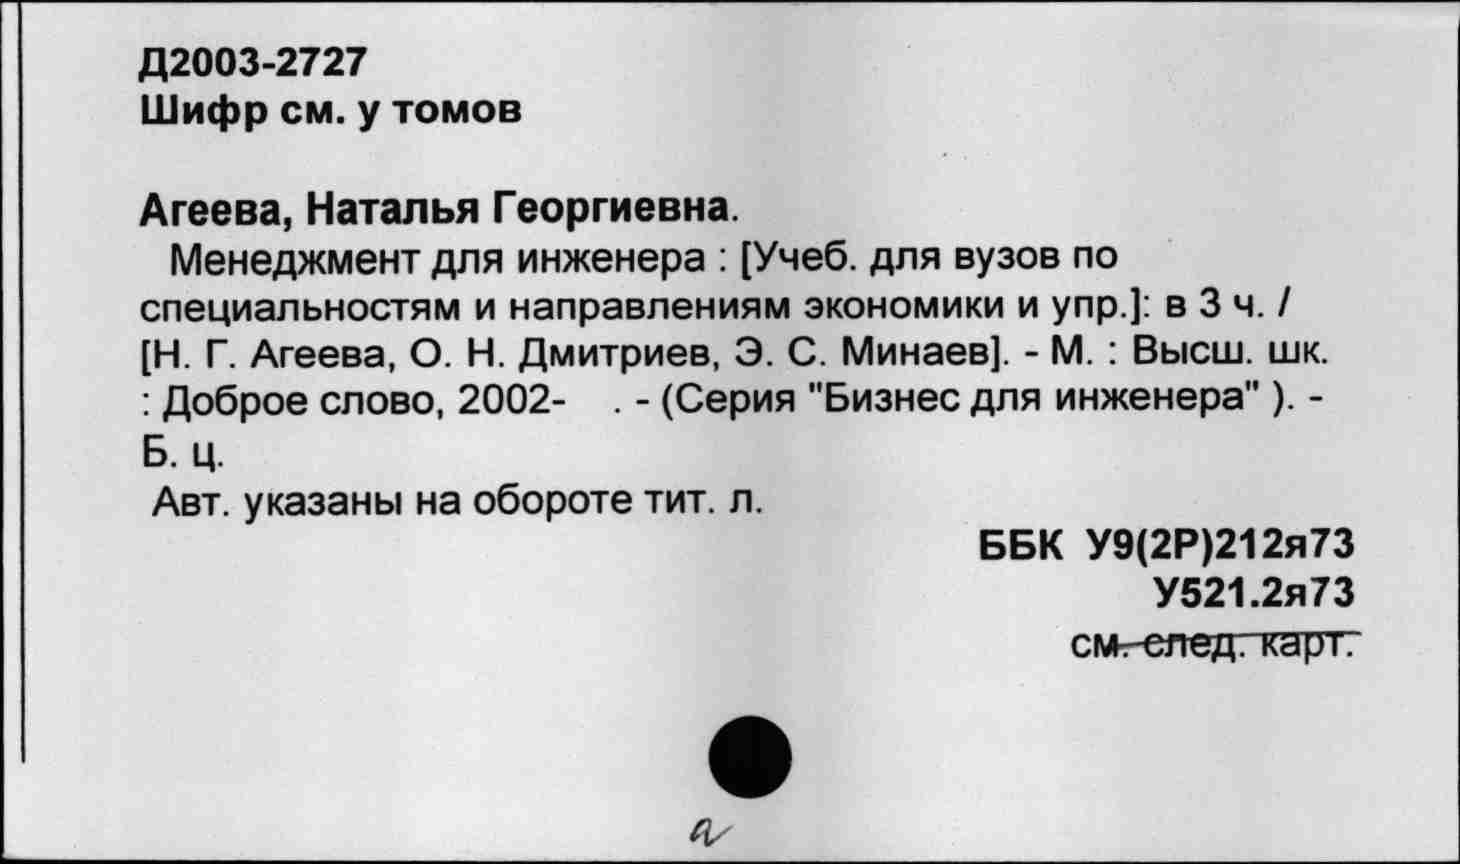 Д2003-2727
Шифр см. у томов
Агеева, Наталья Георгиевна.
Менеджмент для инженера : [Учеб. для вузов по
специальностям и направлениям экономики и упр.]: в 3 ч. /
[Н. Г. Агеева, О. Н. Дмитриев, Э. С. Минаев]. - М. : Высш. шк.
: Доброе слово, 2002-    . - (Серия "Бизнес для инженера" ). -
Б. ц.
Авт. указаны на обороте тит. л.
ББК У9(2Р)212я73
У521.2я73
см. след. карт.
а